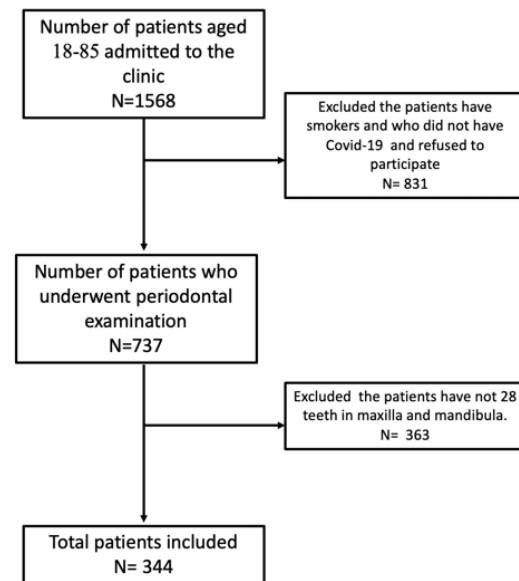 Number of patients aged
18-85 admitted to the
clinic
N=1568
Excluded the patients have
smokers and who did not have
Covid-19 and refused to
participate
N= 831
Number of patients who
underwent periodontal
examination
N=737
Excluded the patients have not 28
teeth in maxilla and mandibula.
N= 363
Total patients included
N= 344